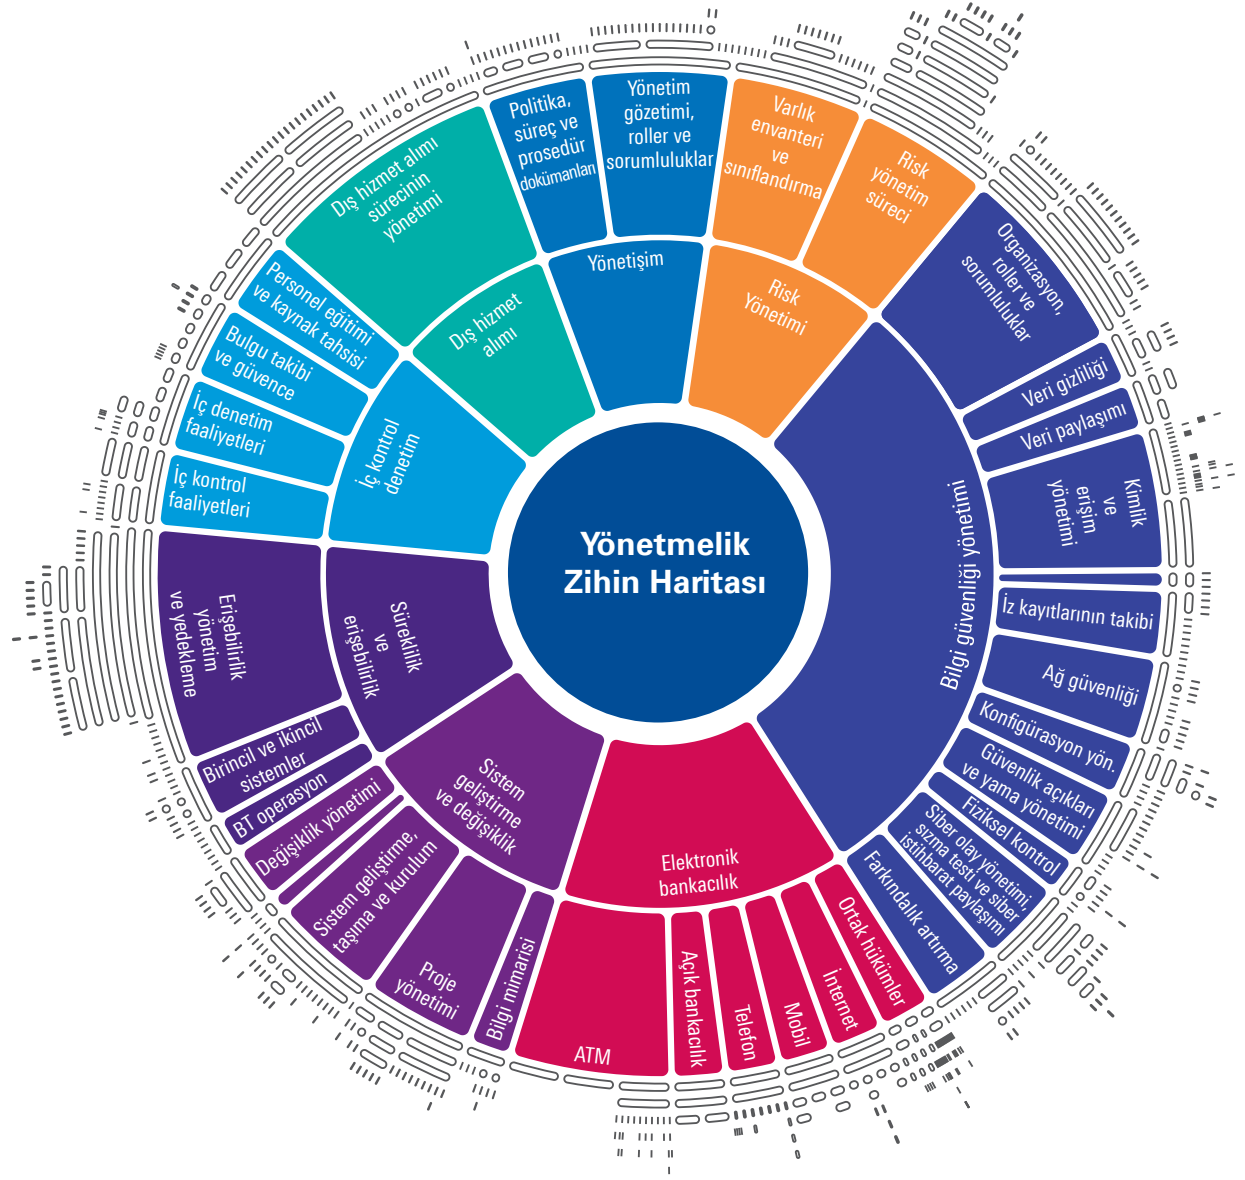 Yönetmelik
Zihin Haritası
Yönetişim
Politika,
süreç ve
prosedür
dokümanları
Yönetim
gözetimi,
roller ve
sorumluluklar
Risk
Yönetimi
Varlık
envanteri
ve
sınıflandırma
Risk
yönetim
süreci
Bilgi güvenliği yönetimi
Organizasyon,
roller ve
sorumluluklar
Veri gizliliği
Veri paylaşımı
Kimlik
ve
erişim
yönetimi
İz kayıtlarının takibi
Ağ güvenliği
Konfigürasyon yön.
Güvenlik açıkları
ve yama yönetimi
Fiziksel kontrol
Siber olay yönetimi,
sızma testi ve siber
istihbarat paylaşımı
Farkındalık artırma
Elektronik
bankacılık
Ortak hükümler
İnternet
Mobil
Telefon
Açık bankacılık
ATM
Sistem
geliştirme
ve değişiklik
Bilgi mimarisi
Proje
yönetimi
Sistem geliştirme,
taşıma ve kurulum
Değişiklik yönetimi
Süreklilik
ve
erişebilirlik
BT operasyon
Birincil ve ikincil
sistemler
Erişebilirlik
yönetim
ve yedekleme
İç kontrol
denetim
İç kontrol
faaliyetleri
İç denetim
faaliyetleri
Bulgu takibi
ve güvence
Personel eğitimi
ve kaynak tahsisi
Dış hizmet
alımı
Dış hizmet alımı
sürecinin
yönetimi